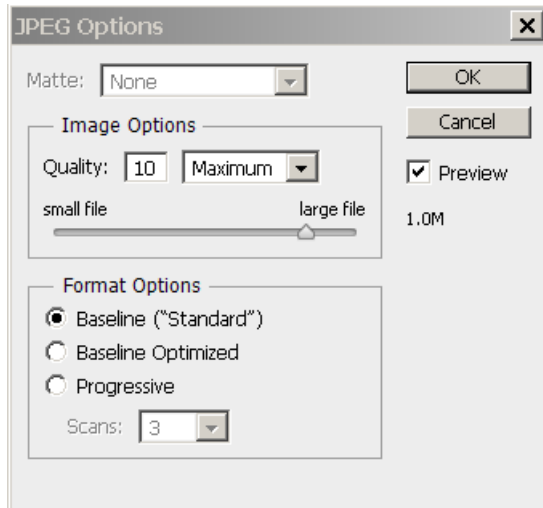 JPEG Options
Matte: None
OK
Image Options
Cancel
Quality: 10 Maximum
Preview
small file large file
1.0M
Format Options
Baseline (“Standard”)
Baseline Optimized
Progressive
Scans: 3